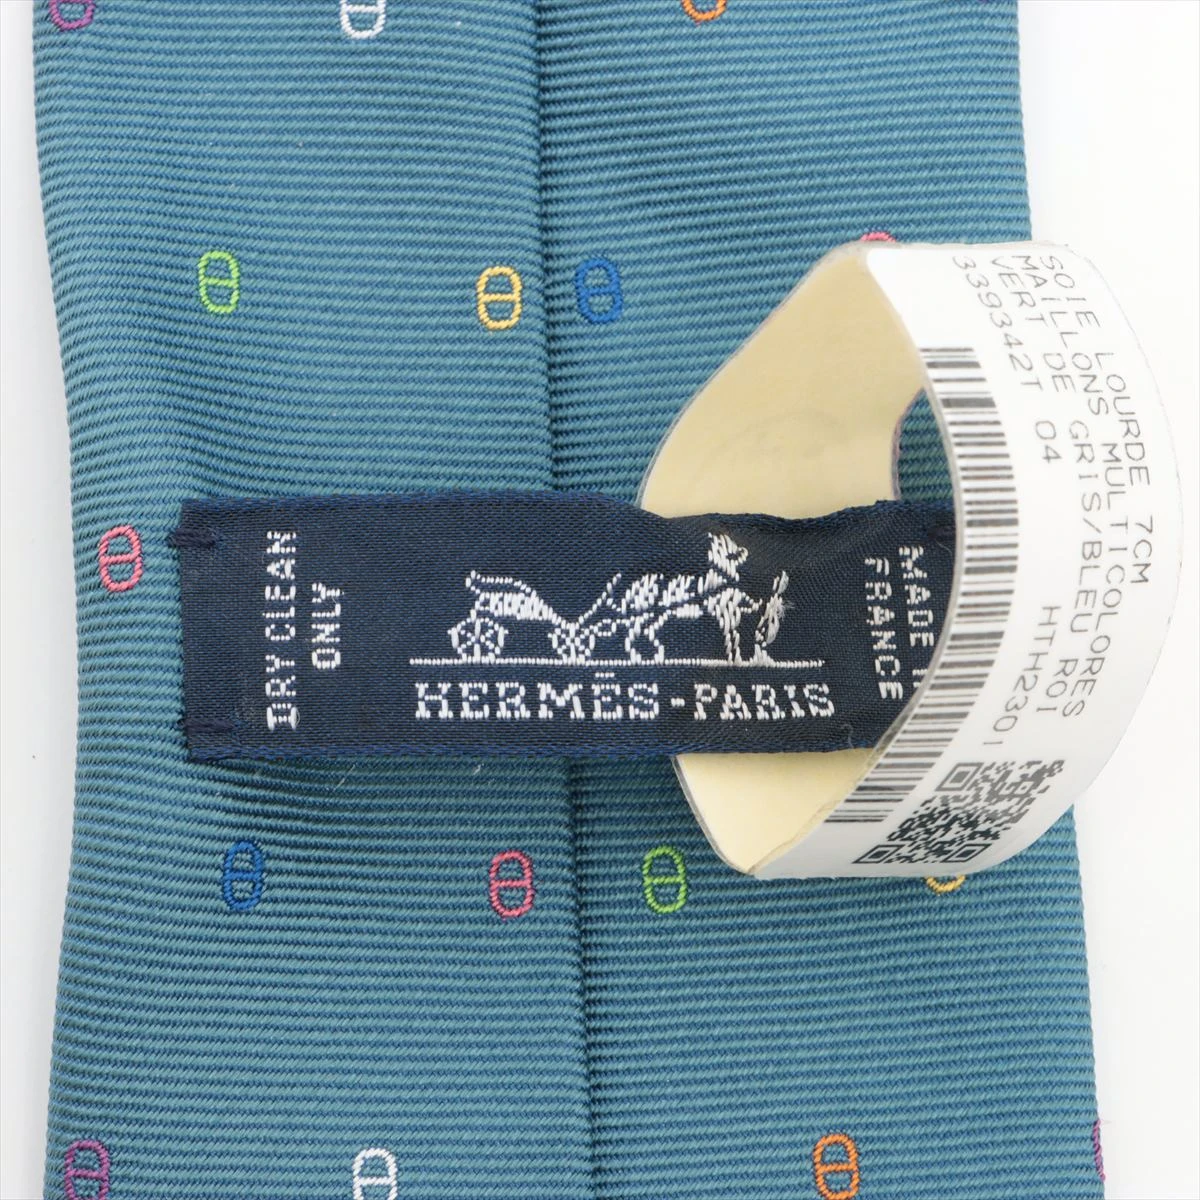 DRY CLEAN
ONLY
HERMÈS-PARIS
MADE
FRANCE
SOIE LOURDE 7CM
MAILLONS MULTICOLORES
VERT DE GRIS/BLEU ROI
339342T 04 HTH2301